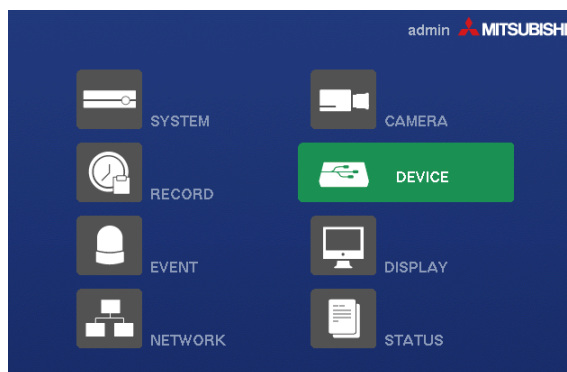 admin MITSUBISHI
SYSTEM
CAMERA
RECORD
DEVICE
EVENT
DISPLAY
NETWORK
STATUS